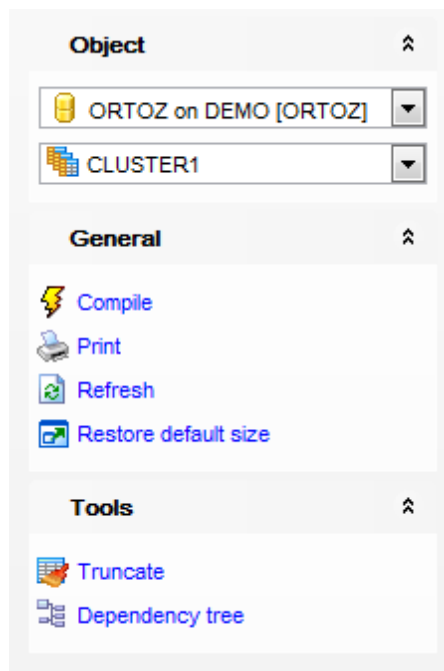 Object
ORTOZ on DEMO [ORTOZ]
CLUSTER1
General
Compile
Print
Refresh
Restore default size
Tools
Truncate
Dependency tree